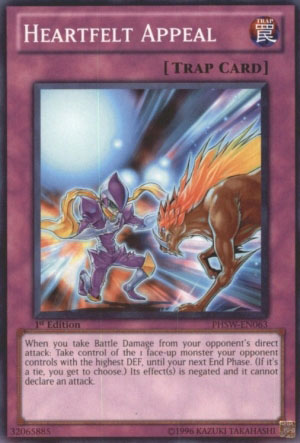 HEARTFELT APPEAL
TRAP
罠
[TRAP CARD]
1st Edition
PHSW-EN063
When you take Battle Damage from your opponent's direct
attack: Take control of the 1 face-up monster your opponent
controls with the highest DEF, until your next End Phase. (If it's
a tie, you get to choose.) Its effect(s) is negated and it cannot
declare an attack.
32065885
©1996 KAZUKI TAKAHASHI